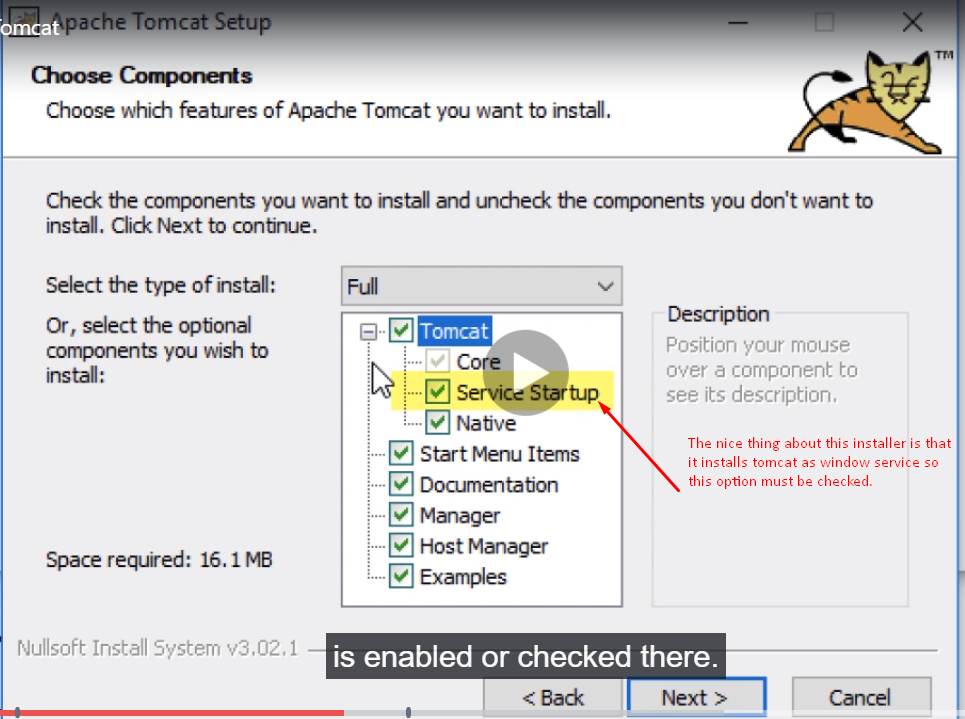 Apache Tomcat Setup
omcat
Choose Components
Choose which features of Apache Tomcat you want to install.
TM
Check the components you want to install and uncheck the components you don't want to
install. Click Next to continue.
Select the type of install:
Full
Or, select the optional
components you wish to
install:
Tomcat
Core
Service Startup
Native
Start Menu Items
Documentation
Manager
Host Manager
Examples
Description
Position your mouse
over a component to
see its description.
The nice thing about this installer is that
it installs tomcat as window service so
this option must be checked.
Space required: 16.1 MB
Nullsoft Install System v3.02.1
is enabled or checked there.
< Back
Next >
Cancel